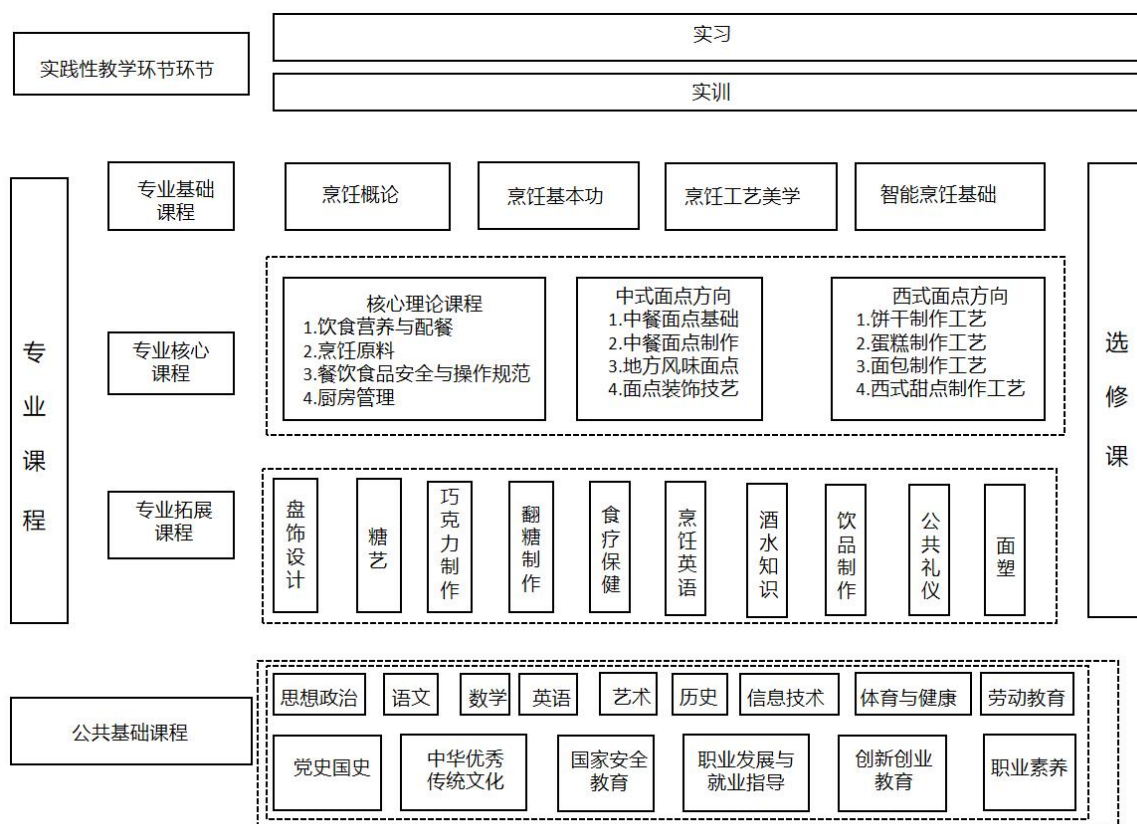 实习
实践性教学环节环节
实训
专业课程
专业基础
课程
烹饪概论
烹饪基本功
烹饪工艺美学
智能烹饪基础
选修课
专业核心
课程
核心理论课程
1.饮食营养与配餐
2.烹饪原料
3.餐饮食品安全与操作规范
4.厨房管理
中式面点方向
1.中餐面点基础
2.中餐面点制作
3.地方风味面点
4.面点装饰技艺
西式面点方向
1.饼干制作工艺
2.蛋糕制作工艺
3.面包制作工艺
4.西式甜点制作工艺
专业拓展
课程
盘饰设计
糖艺
巧克力制作
翻糖制作
食疗保健
烹饪英语
酒水知识
饮品制作
公共礼仪
面塑
公共基础课程
思想政治
语文
数学
英语
艺术
历史
信息技术
体育与健康
劳动教育
党史国史
中华优秀
传统文化
国家安全
教育
职业发展与
就业指导
创新创业
教育
职业素养